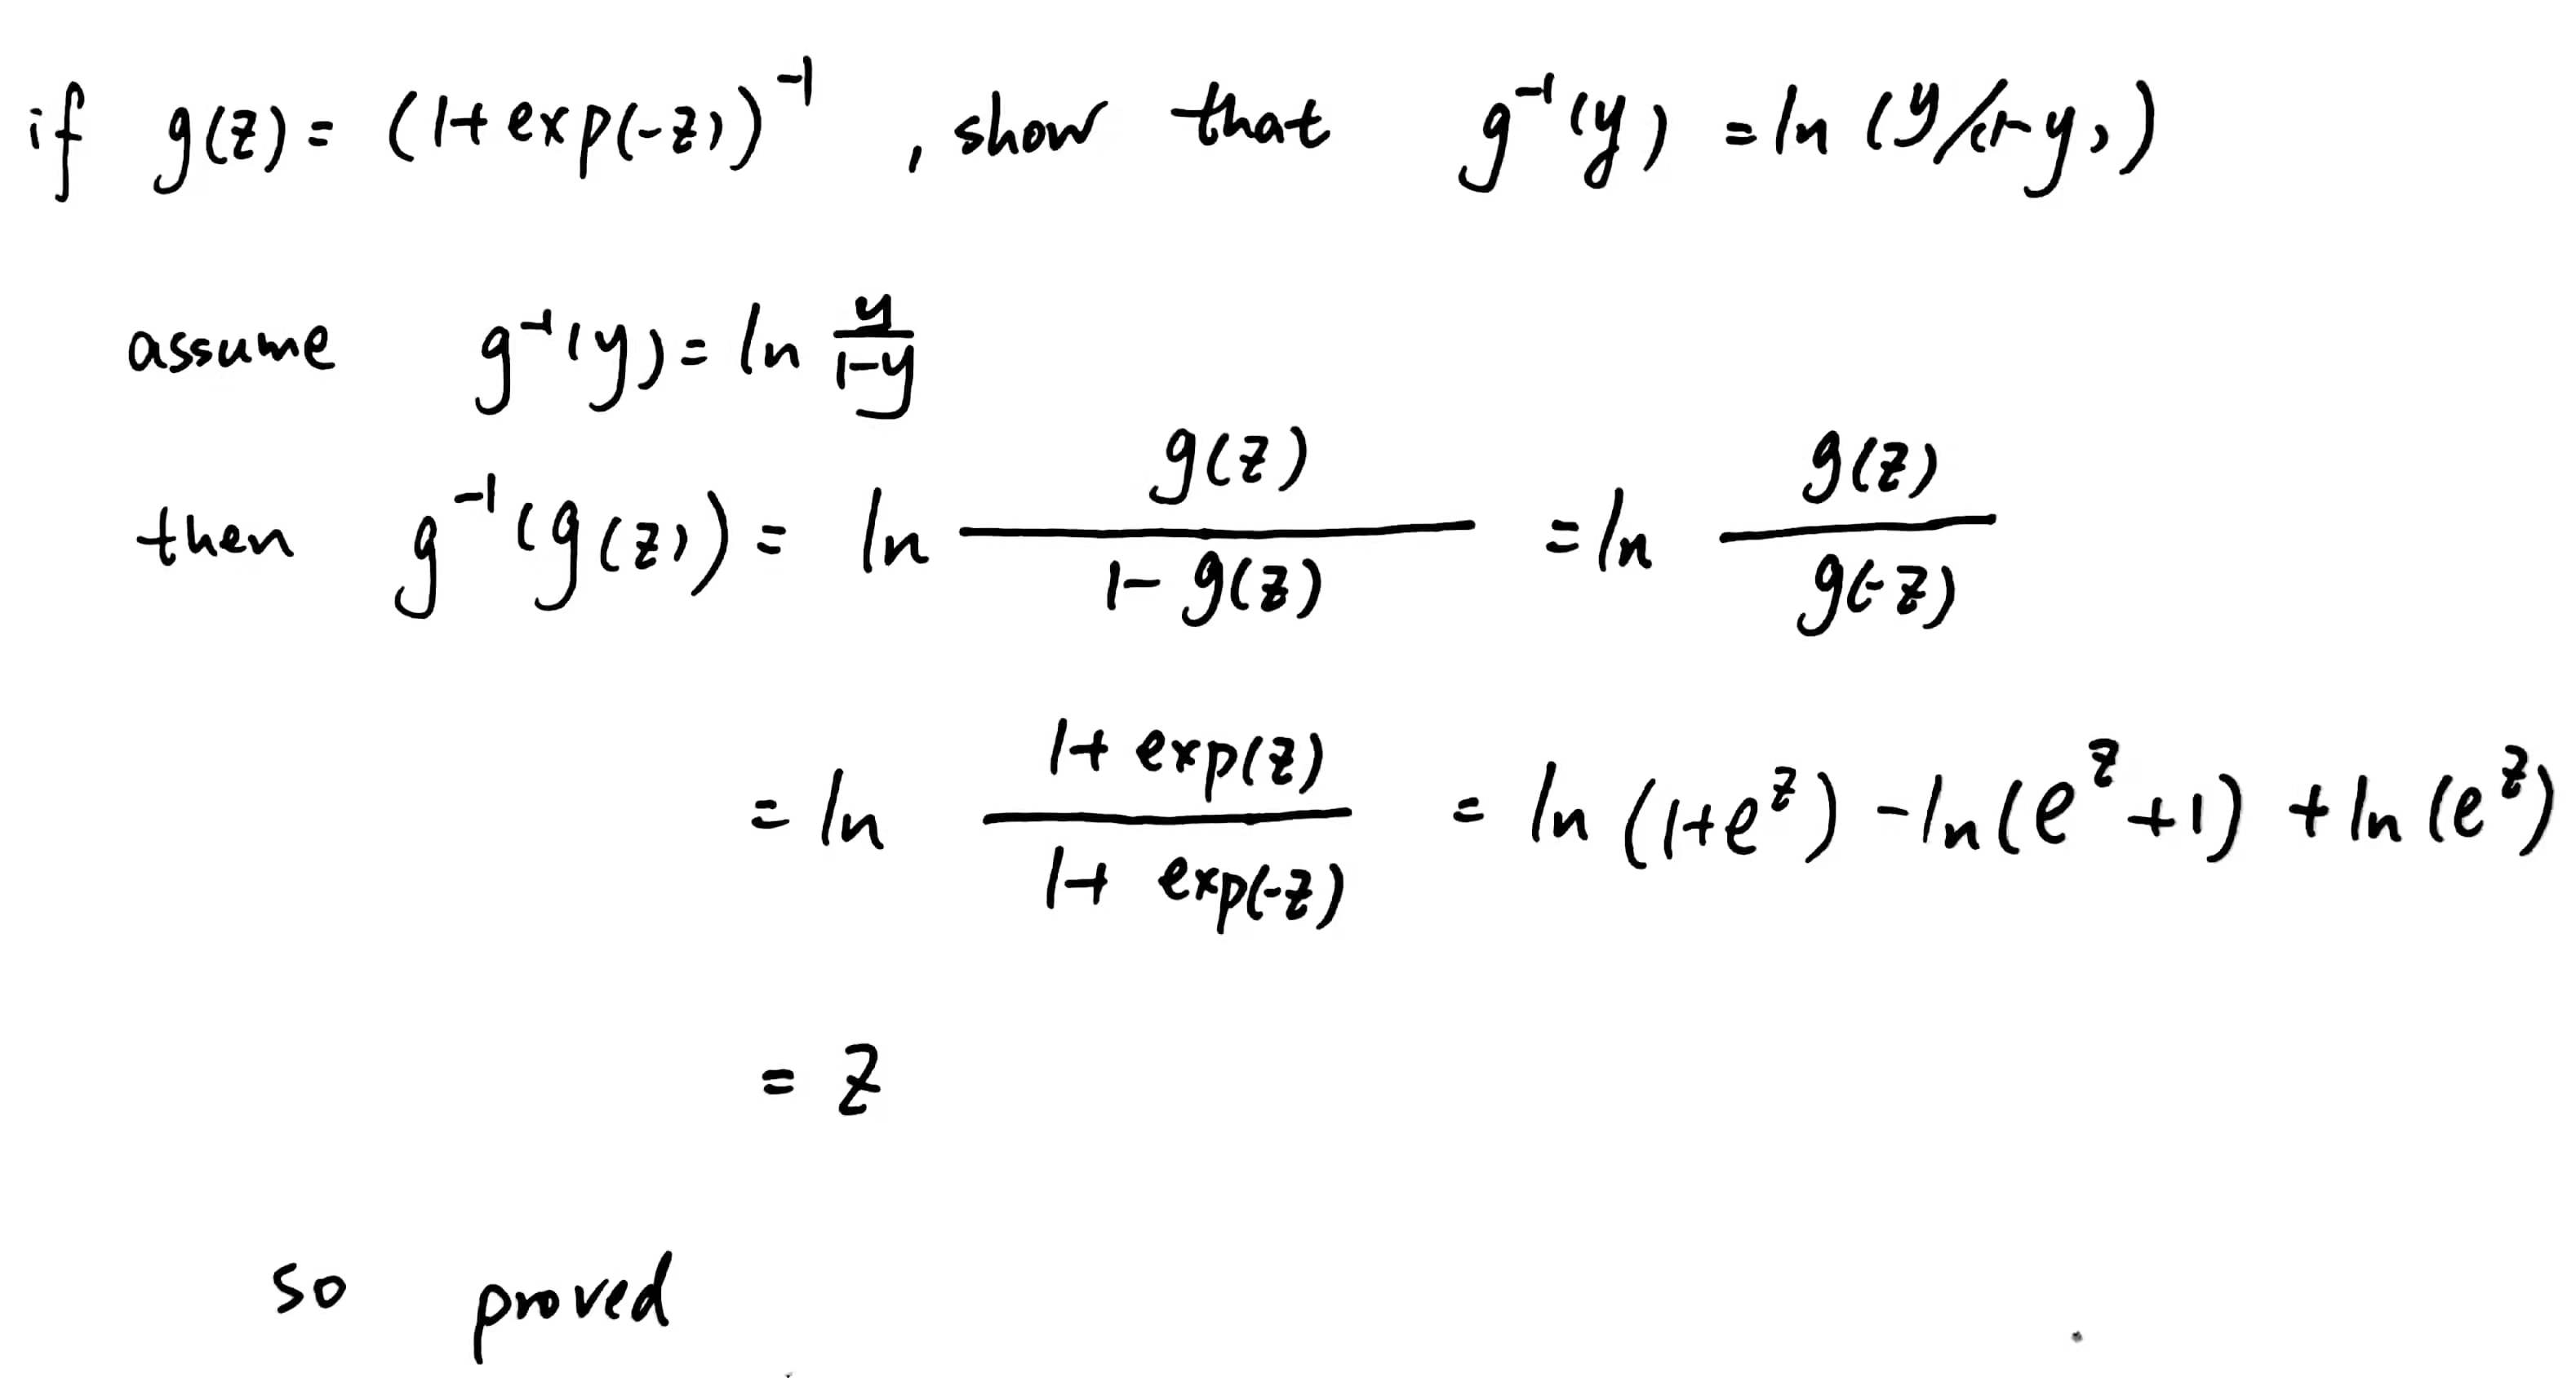 if g(z) = (1+exp(-z))^{-1}, show that g^{-1}(y) = ln(y/(1-y))
assume g^{-1}(y) = ln \frac{y}{1-y}
then g^{-1}(g(z)) = ln \frac{g(z)}{1-g(z)} = ln \frac{g(z)}{g(-z)}
= ln \frac{1+exp(z)}{1+exp(-z)} = ln(1+e^z) - ln(e^z+1) + ln(e^z)
= z
so proved